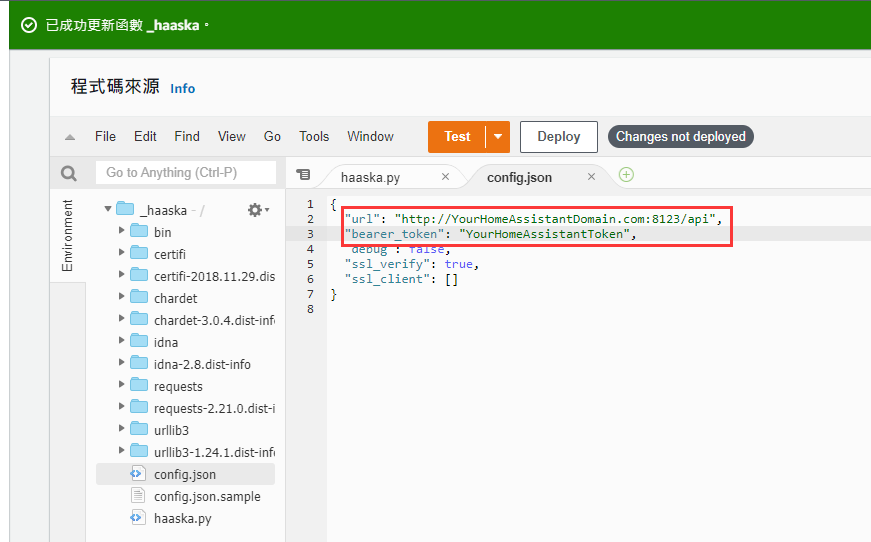 已成功更新函數 _haaska。
程式碼來源 Info
File Edit Find View Go Tools Window Test Deploy Changes not deployed
Go to Anything (Ctrl-P)
haaska.py × config.json ×
Environment
_haaska - /
bin
certifi
certifi-2018.11.29.dis
chardet
chardet-3.0.4.dist-info
idna
idna-2.8.dist-info
requests
requests-2.21.0.dist-i
urllib3
urllib3-1.24.1.dist-info
config.json
config.json.sample
haaska.py
1 {
2 "url": "http://YourHomeAssistantDomain.com:8123/api",
3 "bearer_token": "YourHomeAssistantToken",
4 "debug": false,
5 "ssl_verify": true,
6 "ssl_client": []
7 }
8